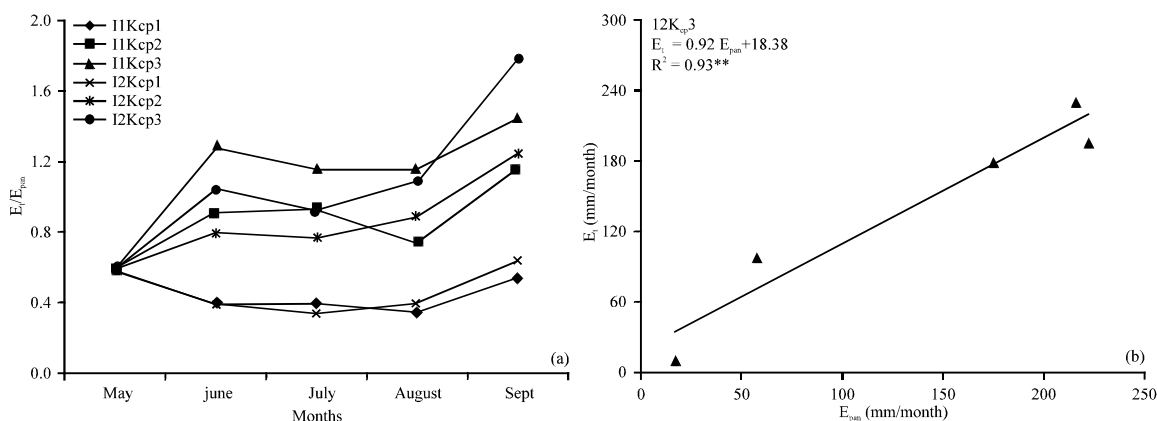 2.0
1.6
1.2
0.8
0.4
0.0
Et/Epan
I1Kcp1
I1Kcp2
I1Kcp3
I2Kcp1
I2Kcp2
I2Kcp3
(a)
May june July August Sept
Months
300
230
180
120
60
0
Et (mm/month)
12Kcp3
Et = 0.92 Epan+18.38
R2 = 0.93**
(b)
0 50 100 150 200 250
Epan (mm/month)